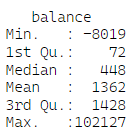 balance
Min.   : -8019
1st Qu.:    72
Median :   448
Mean   :  1362
3rd Qu.:  1428
Max.   :102127